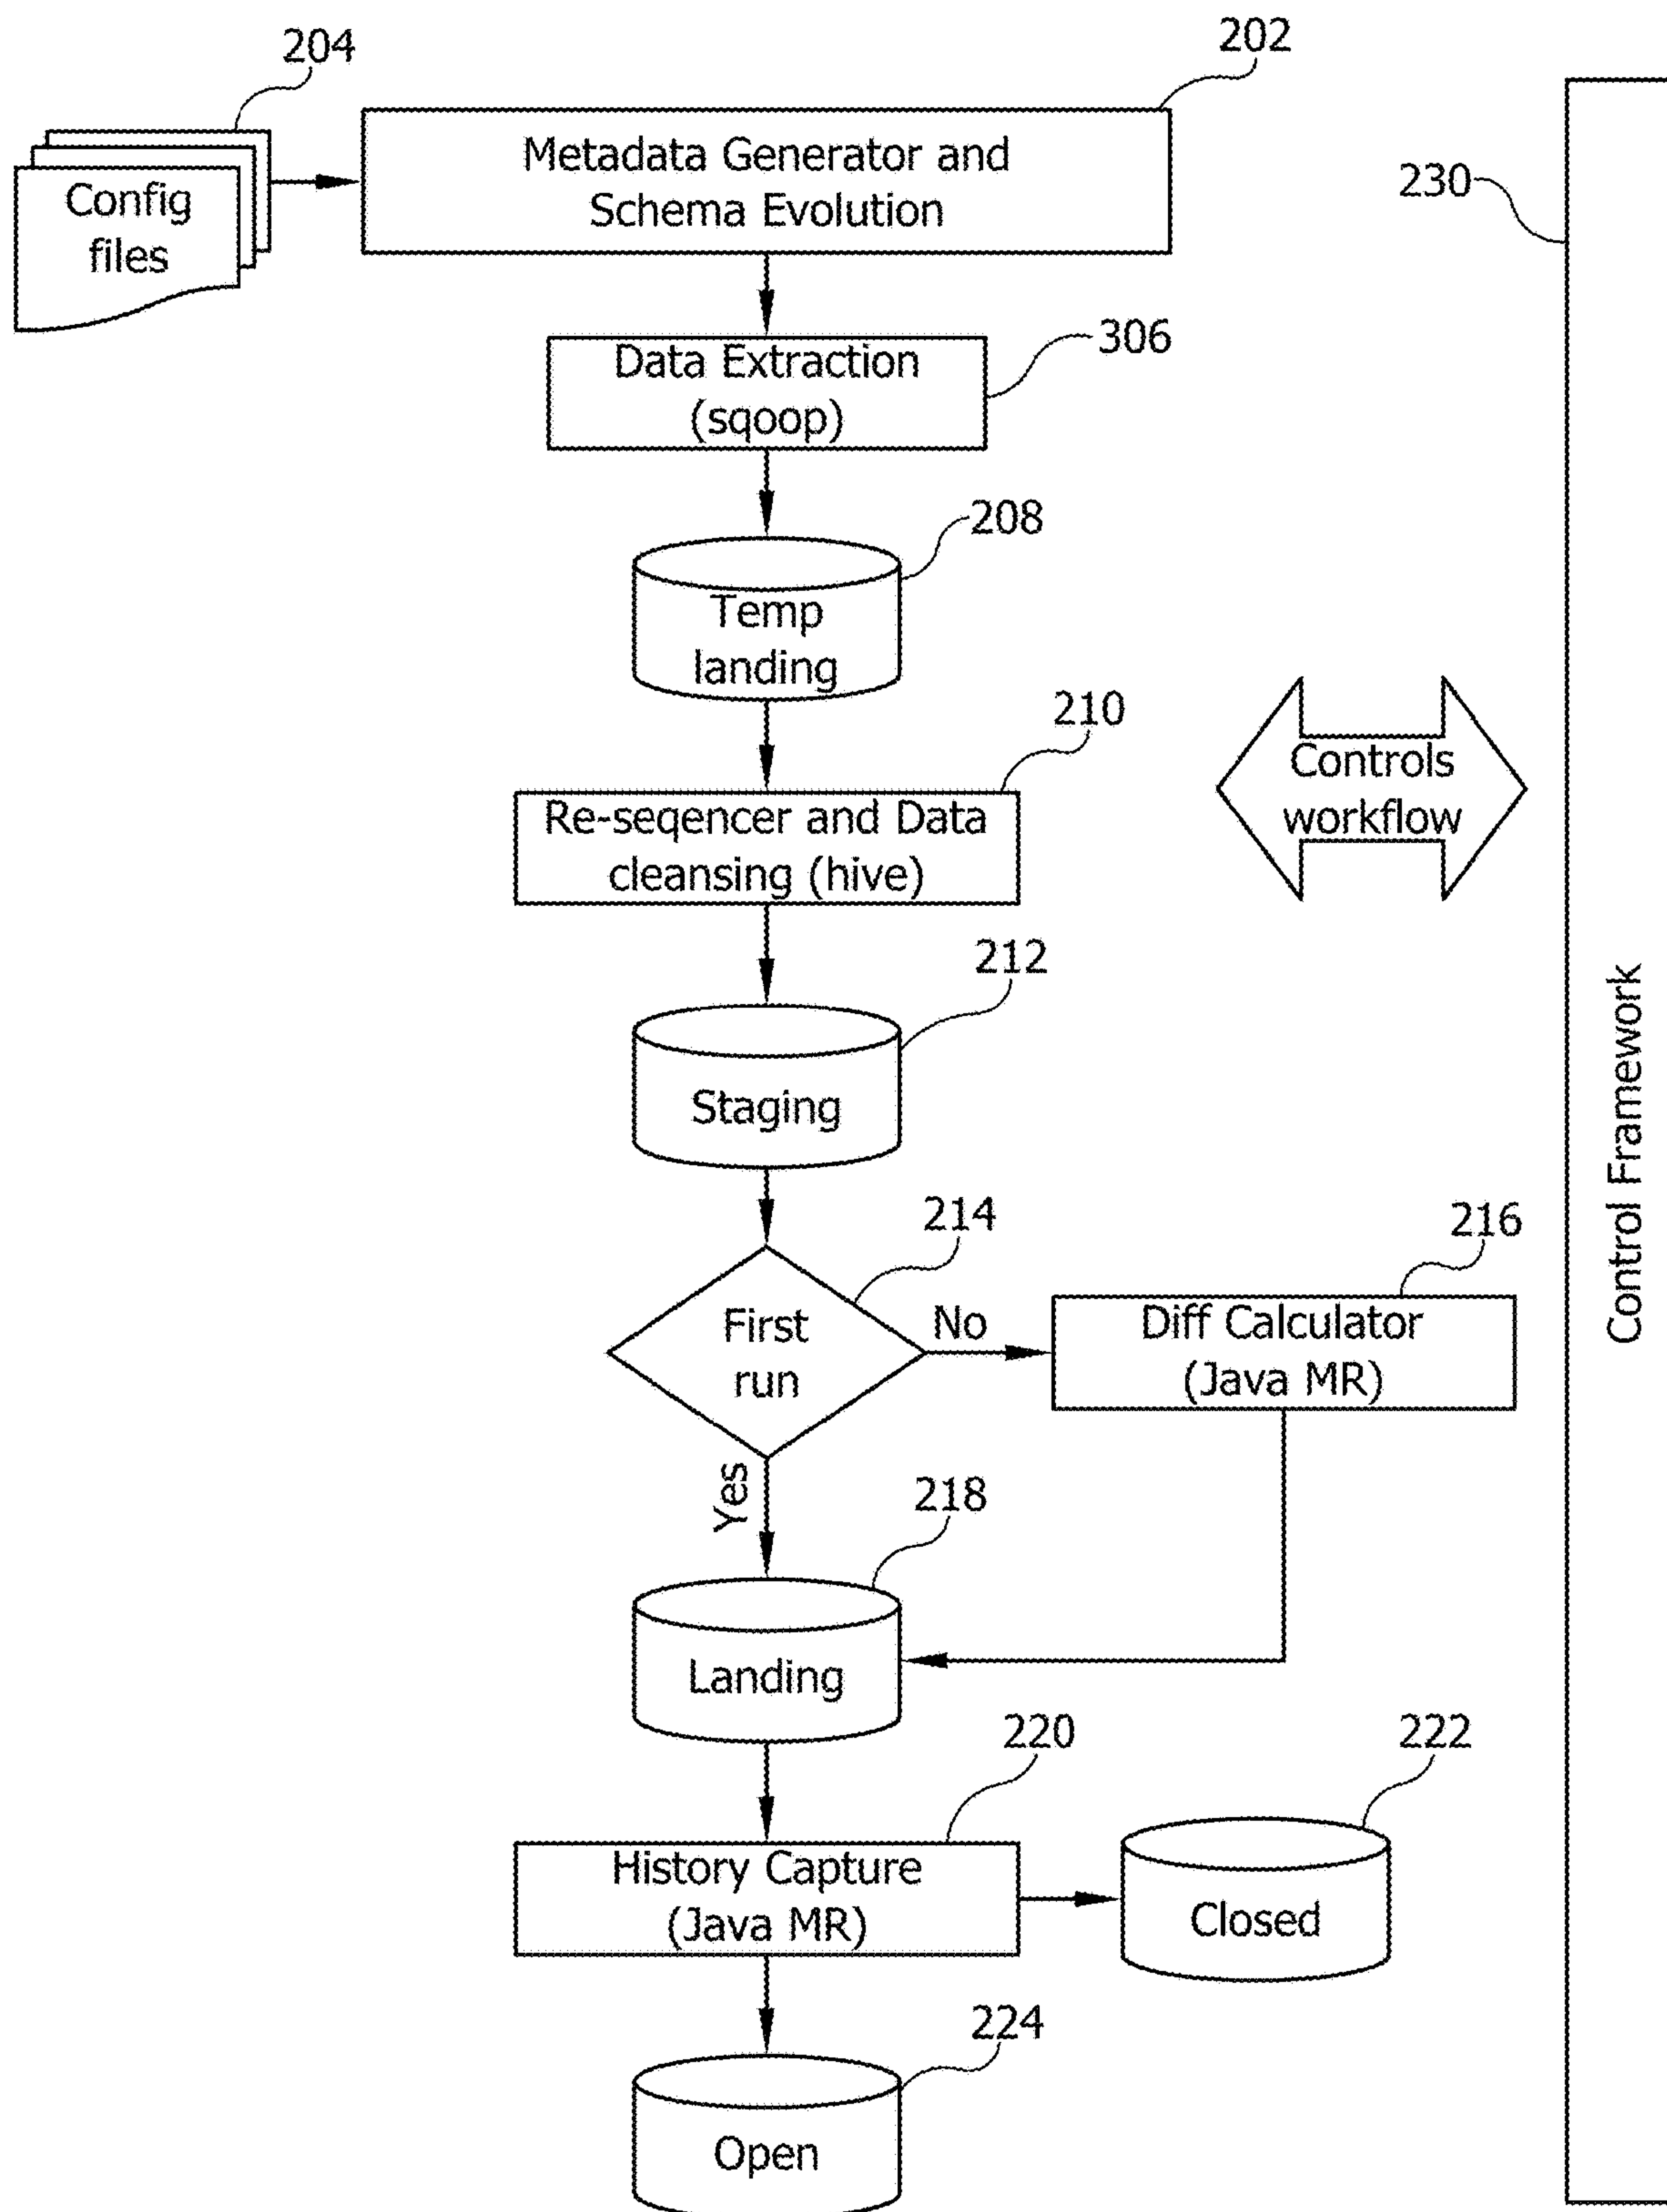 204
202
Config
files
Metadata Generator and
Schema Evolution
230
306
Data Extraction
(sqoop)
208
Temp
landing
210
Re-seqencer and Data
cleansing (hive)
Controls
workflow
212
Staging
Control Framework
214
216
First
run
No
Diff Calculator
(Java MR)
Yes
218
Landing
220
222
History Capture
(Java MR)
Closed
224
Open